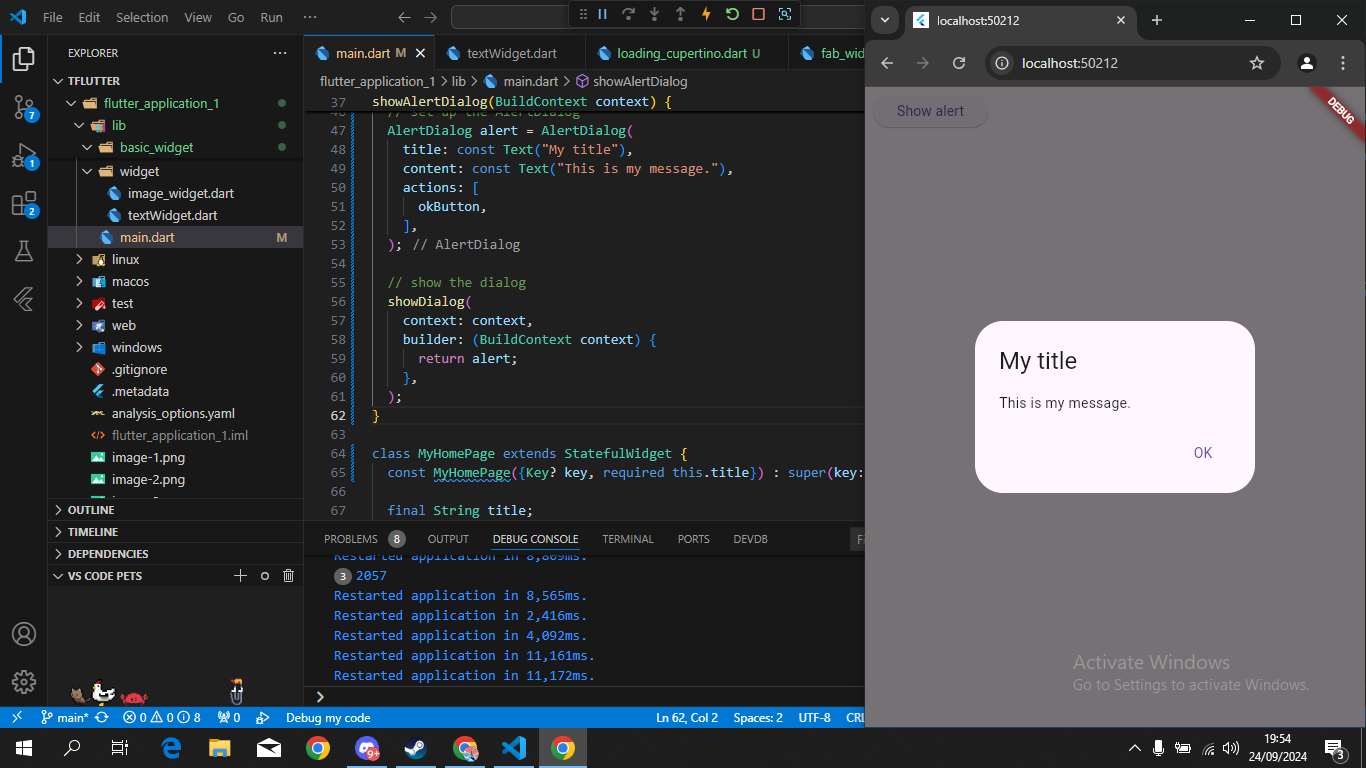 File Edit Selection View Go Run ···
EXPLORER
TFLUTTER
flutter_application_1
lib
basic_widget
widget
image_widget.dart
textWidget.dart
main.dart M
linux
macos
test
web
windows
.gitignore
.metadata
analysis_options.yaml
flutter_application_1.iml
image-1.png
image-2.png
OUTLINE
TIMELINE
DEPENDENCIES
VS CODE PETS
7
1
2
main.dart M
textWidget.dart
loading_cupertino.dart U
fab_wid
flutter_application_1 > lib > main.dart > showAlertDialog
37 showAlertDialog(BuildContext context) {
46 // set up the AlertDialog
47 AlertDialog alert = AlertDialog(
48 title: const Text("My title"),
49 content: const Text("This is my message."),
50 actions: [
51 okButton,
52 ],
53 ); // AlertDialog
54
55 // show the dialog
56 showDialog(
57 context: context,
58 builder: (BuildContext context) {
59 return alert;
60 },
61 );
62 }
63
64 class MyHomePage extends StatefulWidget {
65 const MyHomePage({Key? key, required this.title}) : super(key:
66
67 final String title;
PROBLEMS 8 OUTPUT DEBUG CONSOLE TERMINAL PORTS DEVDB
Restarted application in 8,809ms.
3 2057
Restarted application in 8,565ms.
Restarted application in 2,416ms.
Restarted application in 4,092ms.
Restarted application in 11,161ms.
Restarted application in 11,172ms.
main* 0 0 8 0 Debug my code Ln 62, Col 2 Spaces: 2 UTF-8 CRL
localhost:50212
localhost:50212
Show alert
DEBUG
My title
This is my message.
OK
Activate Windows
Go to Settings to activate Windows.
9+
19:54
24/09/2024
3